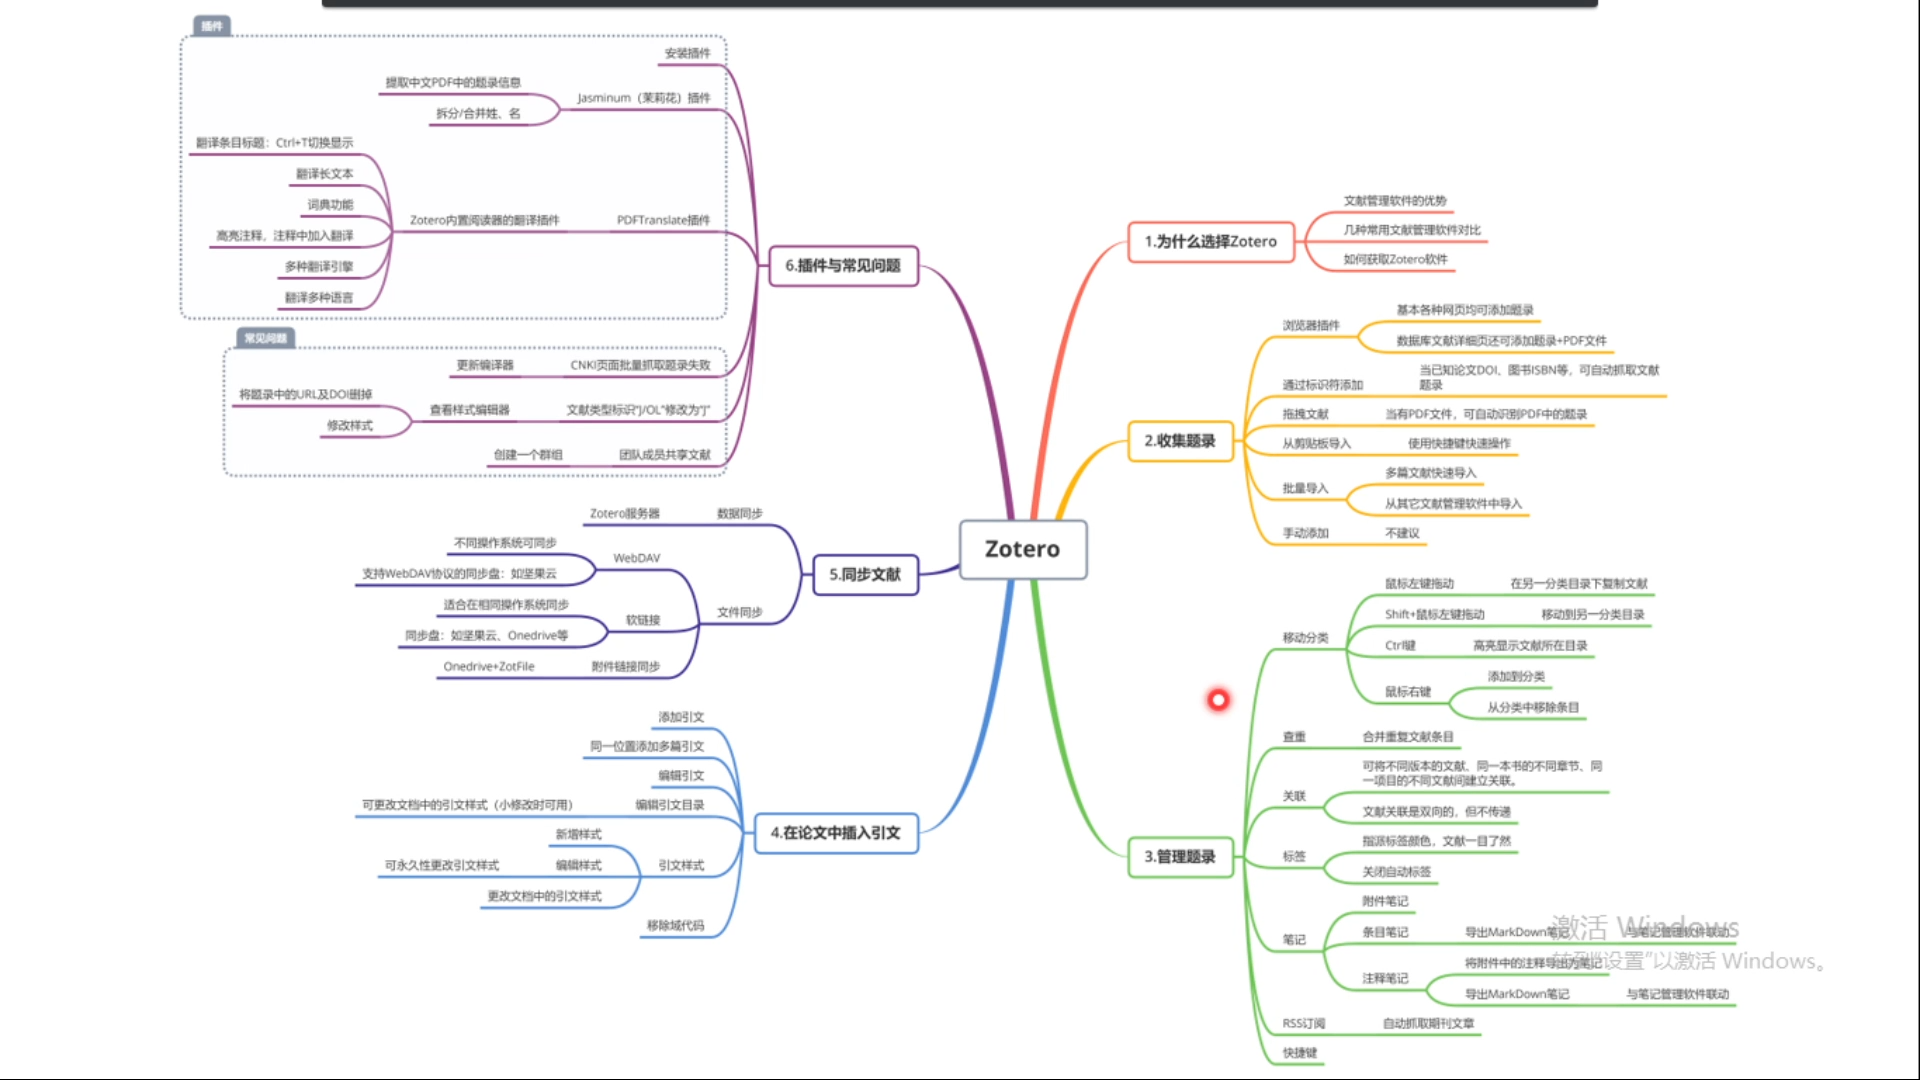 Zotero
1.为什么选择Zotero
文献管理软件的优势
几种常用文献管理软件对比
如何获取Zotero软件
2.收集题录
浏览器插件
基本各种网页均可添加题录
数据库文献详细页还可添加题录+PDF文件
通过标识符添加
当已知论文DOI、图书ISBN等，可自动抓取文献
题录
拖拽文献
当有PDF文件，可自动识别PDF中的题录
从剪贴板导入
使用快捷键快速操作
批量导入
多篇文献快速导入
从其它文献管理软件中导入
手动添加
不建议
3.管理题录
移动分类
鼠标左键拖动
在另一分类目录下复制文献
Shift+鼠标左键拖动
移动到另一分类目录
Ctrl键
高亮显示文献所在目录
鼠标右键
添加到分类
从分类中移除条目
查重
合并重复文献条目
关联
可将不同版本的文献、同一本书的不同章节、同
一项目的不同文献间建立关联。
文献关联是双向的，但不传递
标签
指派标签颜色，文献一目了然
关闭自动标签
笔记
附件笔记
条目笔记
导出MarkDown笔记
与笔记管理软件联动
注释笔记
将附件中的注释导出为笔记
导出MarkDown笔记
与笔记管理软件联动
RSS订阅
自动抓取期刊文章
快捷键
4.在论文中插入引文
添加引文
同一位置添加多篇引文
编辑引文
编辑引文目录
可更改文档中的引文样式（小修改时可用）
引文样式
新增样式
编辑样式
可永久性更改引文样式
更改文档中的引文样式
移除域代码
5.同步文献
数据同步
Zotero服务器
文件同步
WebDAV
不同操作系统可同步
支持WebDAV协议的同步盘：如坚果云
软链接
适合在相同操作系统同步
同步盘：如坚果云、Onedrive等
附件链接同步
Onedrive+ZotFile
6.插件与常见问题
插件
安装插件
Jasminum（茉莉花）插件
提取中文PDF中的题录信息
拆分/合并姓、名
PDFTranslate插件
Zotero内置阅读器的翻译插件
翻译条目标题：Ctrl+T切换显示
翻译长文本
词典功能
高亮注释，注释中加入翻译
多种翻译引擎
翻译多种语言
常见问题
CNKI页面批量抓取题录失败
更新编译器
文献类型标识“J/OL”修改为“J”
查看样式编辑器
将题录中的URL及DOI删掉
修改样式
团队成员共享文献
创建一个群组
激活 Windows
转到“设置”以激活 Windows。